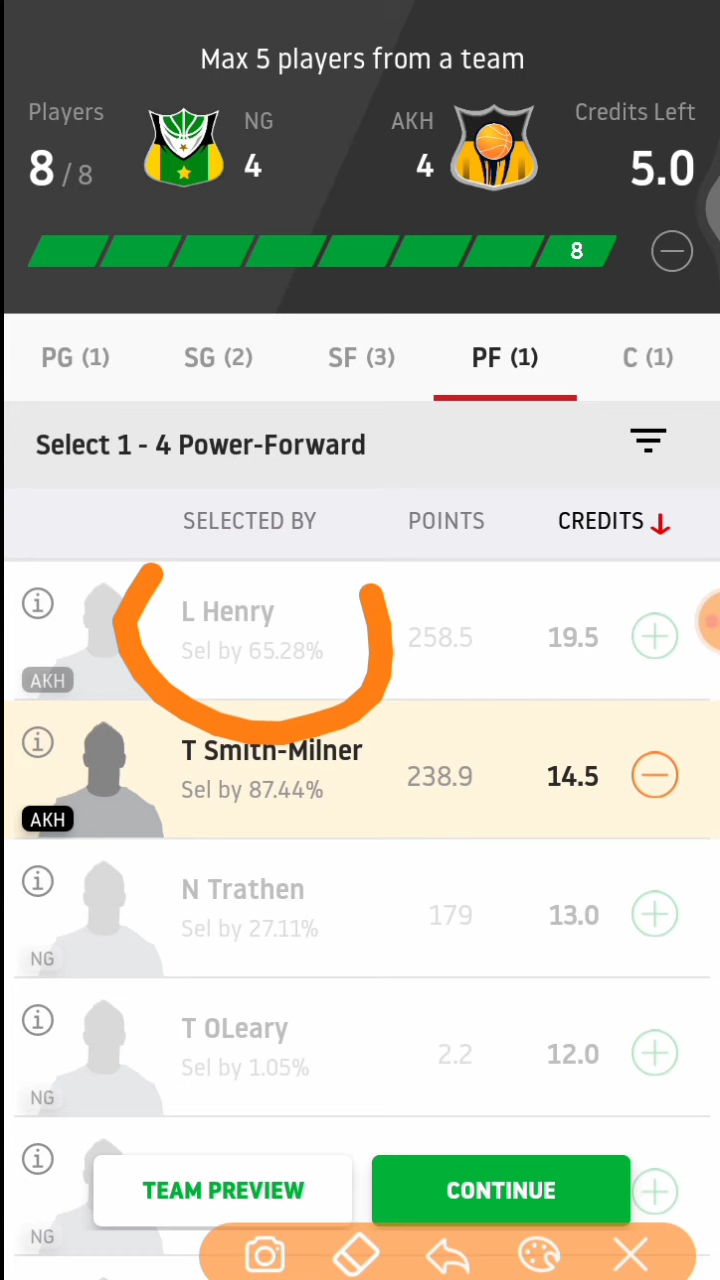 Max 5 players from a team
Players NG AKH Credits Left
8 / 8 4 4 5.0
8
PG (1) SG (2) SF (3) PF (1) C (1)
Select 1 - 4 Power-Forward
SELECTED BY POINTS CREDITS
L Henry
Sel by 65.28% 258.5 19.5
AKH
T Smith-Milner
Sel by 87.44% 238.9 14.5
AKH
N Trathen
Sel by 27.11% 179 13.0
NG
T OLeary
Sel by 1.05% 2.2 12.0
NG
TEAM PREVIEW CONTINUE
NG